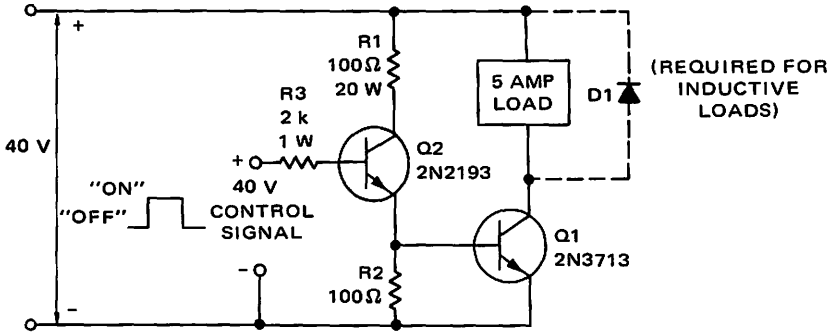 +
40 V
–
"ON"
"OFF"
R1
100Ω
20 W
R3
2 k
1 W
+
40 V
CONTROL
SIGNAL
–
Q2
2N2193
R2
100Ω
5 AMP
LOAD
D1
(REQUIRED FOR
INDUCTIVE
LOADS)
Q1
2N3713